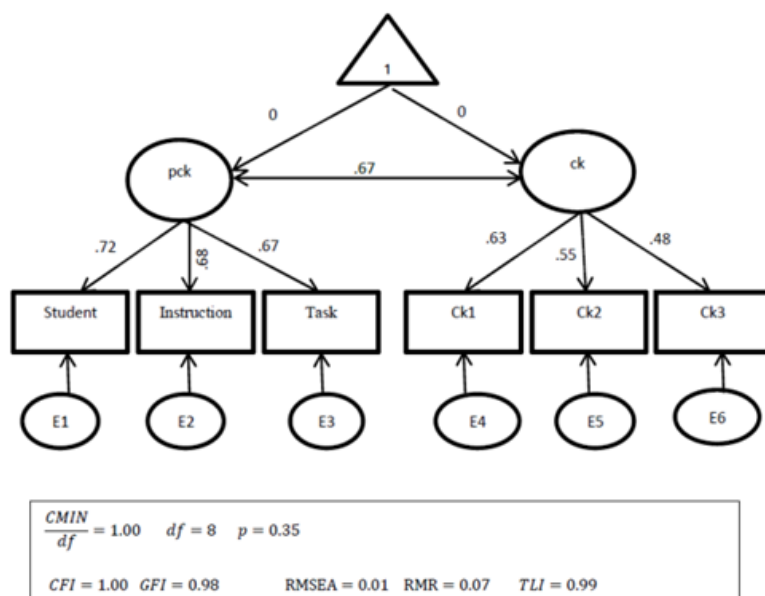 1
0 0
pck .67 ck
.72 .68 .67 .63 .55 .48
Student Instruction Task Ck1 Ck2 Ck3
E1 E2 E3 E4 E5 E6
CMIN/df = 1.00 df = 8 p = 0.35
CFI = 1.00 GFI = 0.98 RMSEA = 0.01 RMR = 0.07 TLI = 0.99